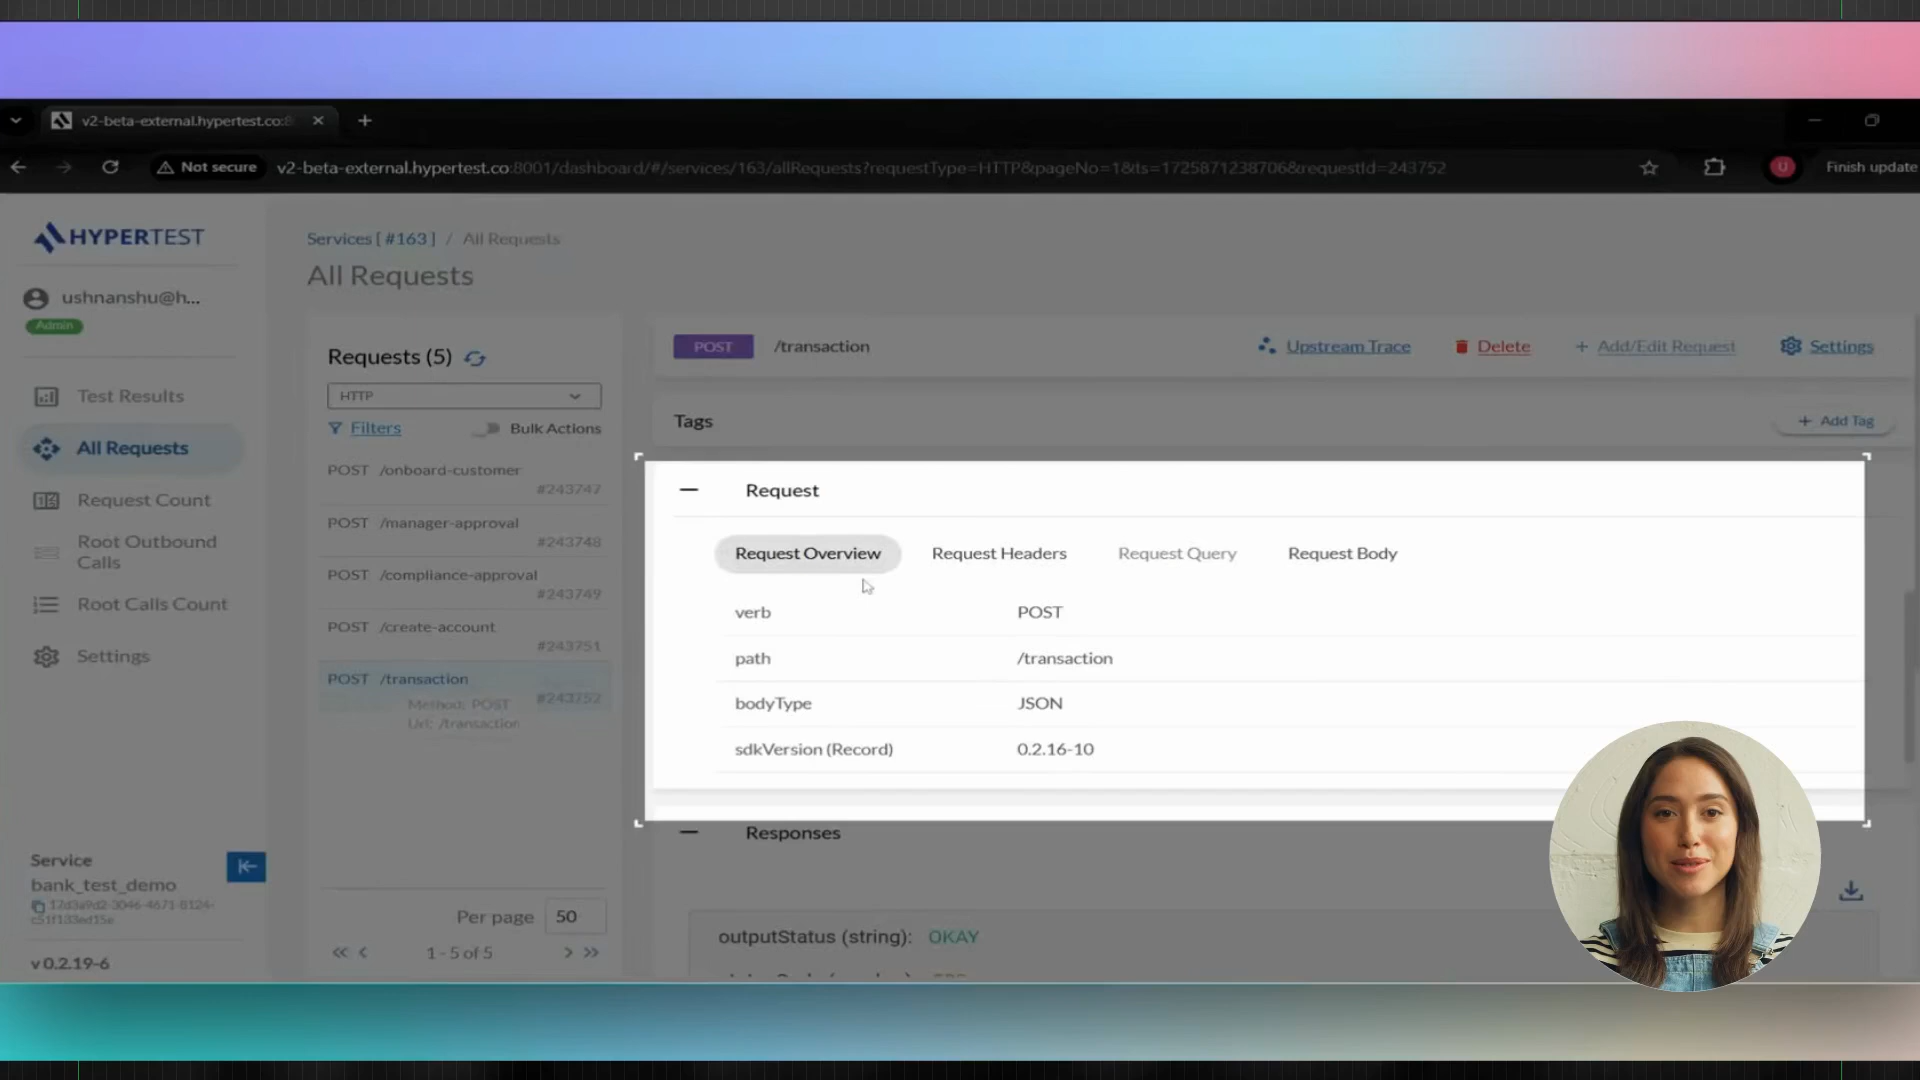 v2-beta-external.hypertest.co:8
Not secure
v2-beta-external.hypertest.co:8001/dashboard/#/services/163/allRequests?requestType=HTTP&pageNo=1&ts=1725871238706&requestId=243752
U
Finish update
HYPERTEST
ushnanshu@h...
Admin
Test Results
All Requests
Request Count
Root Outbound
Calls
Root Calls Count
Settings
Service
bank_test_demo
17d3a9d2-3046-4671-8124-
c51f133ed15e
v 0.2.19-6
Services [ #163 ] / All Requests
All Requests
Requests (5)
HTTP
Filters
Bulk Actions
POST /onboard-customer
#243747
POST /manager-approval
#243748
POST /compliance-approval
#243749
POST /create-account
#243751
POST /transaction
#243752
Method: POST
Url: /transaction
Per page 50
1 - 5 of 5
POST /transaction
Upstream Trace
Delete
+ Add/Edit Request
Settings
Tags
+ Add Tag
Request
Request Overview
Request Headers
Request Query
Request Body
verb POST
path /transaction
bodyType JSON
sdkVersion (Record) 0.2.16-10
Responses
outputStatus (string): OKAY